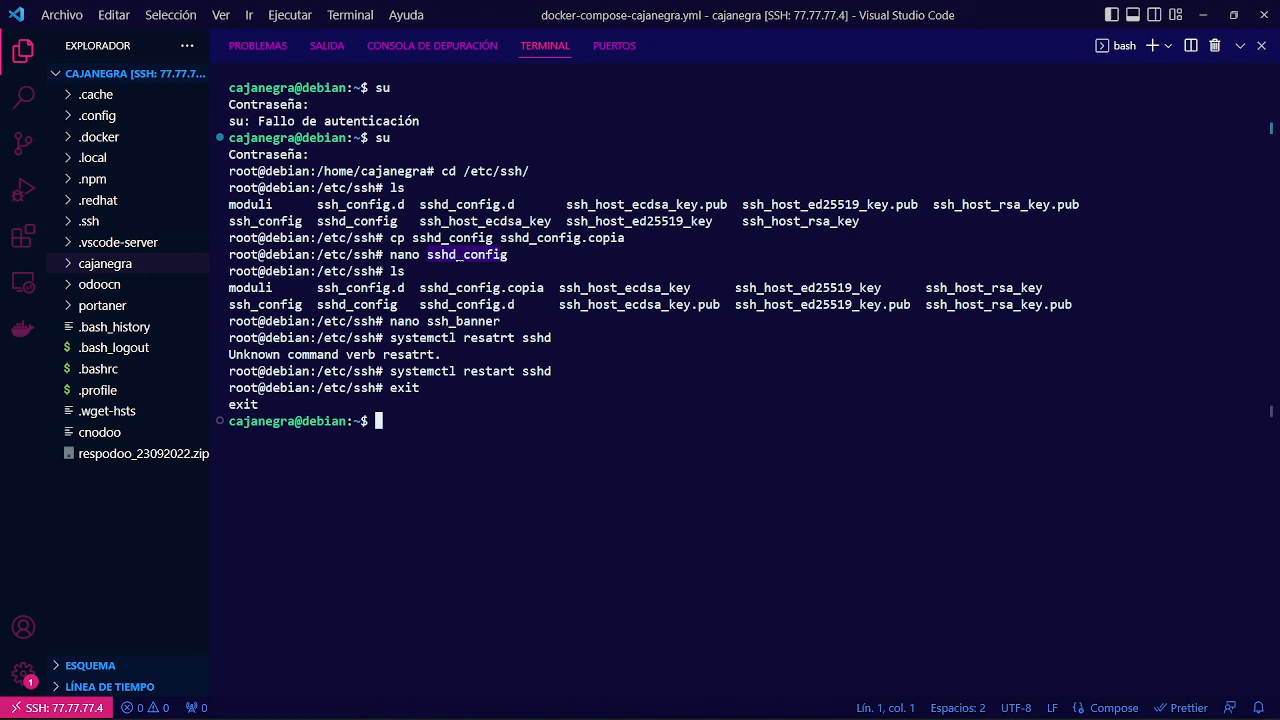 Archivo Editar Selección Ver Ir Ejecutar Terminal Ayuda docker-compose-cajanegra.yml - cajanegra [SSH: 77.77.77.4] - Visual Studio Code
EXPLORADOR
CAJANEGRA [SSH: 77.77.7...
.cache
.config
.docker
.local
.npm
.redhat
.ssh
.vscode-server
cajanegra
odoocn
portaner
.bash_history
$ .bash_logout
$ .bashrc
$ .profile
.wget-hsts
cnodoo
respodoo_23092022.zip
ESQUEMA
LÍNEA DE TIEMPO
PROBLEMAS SALIDA CONSOLA DE DEPURACIÓN TERMINAL PUERTOS bash
cajanegra@debian:~$ su
Contraseña:
su: Fallo de autenticación
cajanegra@debian:~$ su
Contraseña:
root@debian:/home/cajanegra# cd /etc/ssh/
root@debian:/etc/ssh# ls
moduli ssh_config.d sshd_config.d ssh_host_ecdsa_key.pub ssh_host_ed25519_key.pub ssh_host_rsa_key.pub
ssh_config sshd_config ssh_host_ecdsa_key ssh_host_ed25519_key ssh_host_rsa_key
root@debian:/etc/ssh# cp sshd_config sshd_config.copia
root@debian:/etc/ssh# nano sshd_config
root@debian:/etc/ssh# ls
moduli ssh_config.d sshd_config.copia ssh_host_ecdsa_key ssh_host_ed25519_key ssh_host_rsa_key
ssh_config sshd_config sshd_config.d ssh_host_ecdsa_key.pub ssh_host_ed25519_key.pub ssh_host_rsa_key.pub
root@debian:/etc/ssh# nano ssh_banner
root@debian:/etc/ssh# systemctl resatrt sshd
Unknown command verb resatrt.
root@debian:/etc/ssh# systemctl restart sshd
root@debian:/etc/ssh# exit
exit
cajanegra@debian:~$
1
SSH: 77.77.77.4 0 0 0 Lín. 1, col. 1 Espacios: 2 UTF-8 LF Compose Prettier